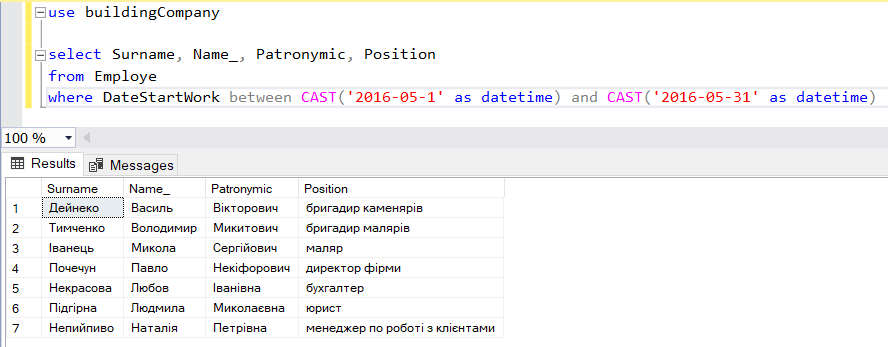 use buildingCompany
select Surname, Name_, Patronymic, Position
from Employe
where DateStartWork between CAST('2016-05-1' as datetime) and CAST('2016-05-31' as datetime)
100 %
Results Messages
Surname Name_ Patronymic Position
1 Дейнеко Василь Вікторович бригадир каменярів
2 Тимченко Володимир Микитович бригадир малярів
3 Іванець Микола Сергійович маляр
4 Почечун Павло Некіфорович директор фірми
5 Некрасова Любов Іванівна бухгалтер
6 Підгірна Людмила Миколаєвна юрист
7 Непийпиво Наталія Петрівна менеджер по роботі з клієнтами